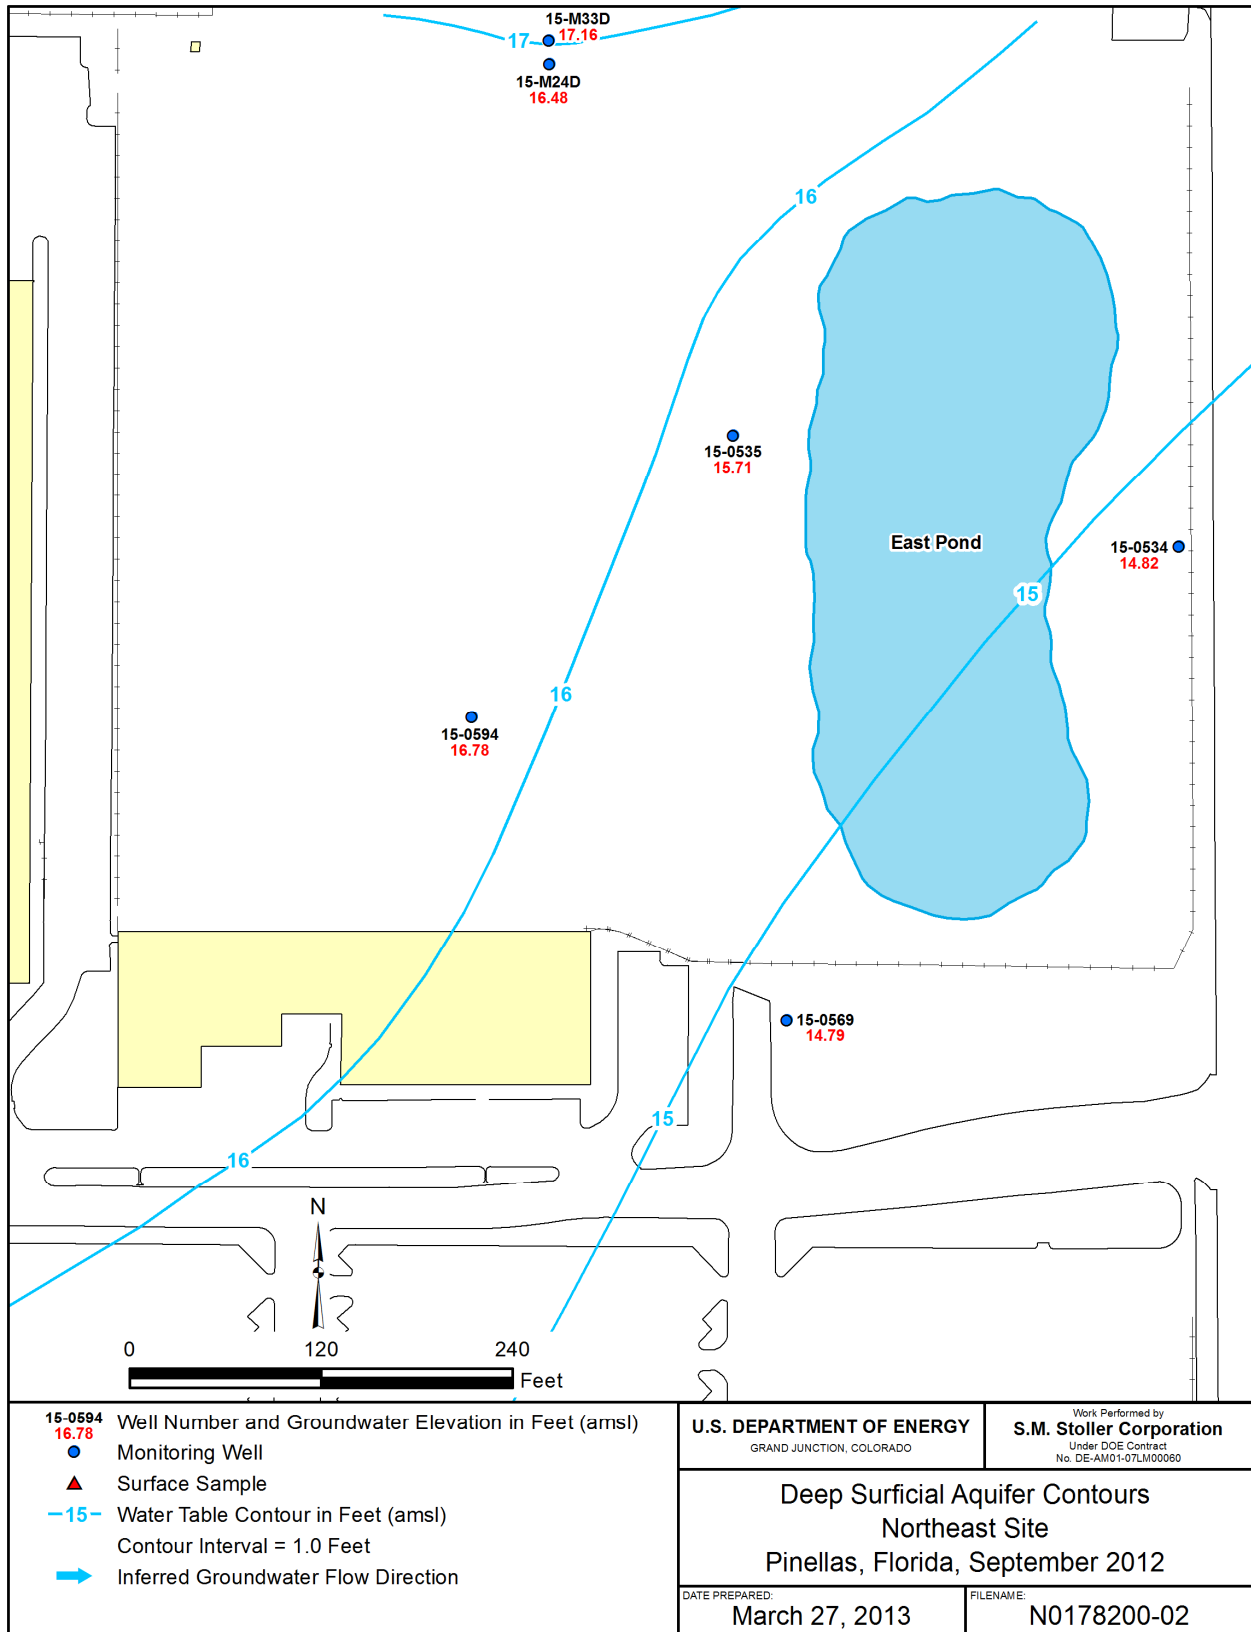 15-M33D
17
17.16
15-M24D
16.48
16
15-0535
15.71
East Pond
15-0534
14.82
15
16
15-0594
16.78
15-0569
14.79
15
16
N
0 120 240
Feet
15-0594
16.78
Well Number and Groundwater Elevation in Feet (amsl)
Monitoring Well
Surface Sample
15 Water Table Contour in Feet (amsl)
Contour Interval = 1.0 Feet
Inferred Groundwater Flow Direction
U.S. DEPARTMENT OF ENERGY
GRAND JUNCTION, COLORADO
Work Performed by
S.M. Stoller Corporation
Under DOE Contract
No. DE-AM01-07LM00060
Deep Surficial Aquifer Contours
Northeast Site
Pinellas, Florida, September 2012
DATE PREPARED:
March 27, 2013
FILENAME:
N0178200-02